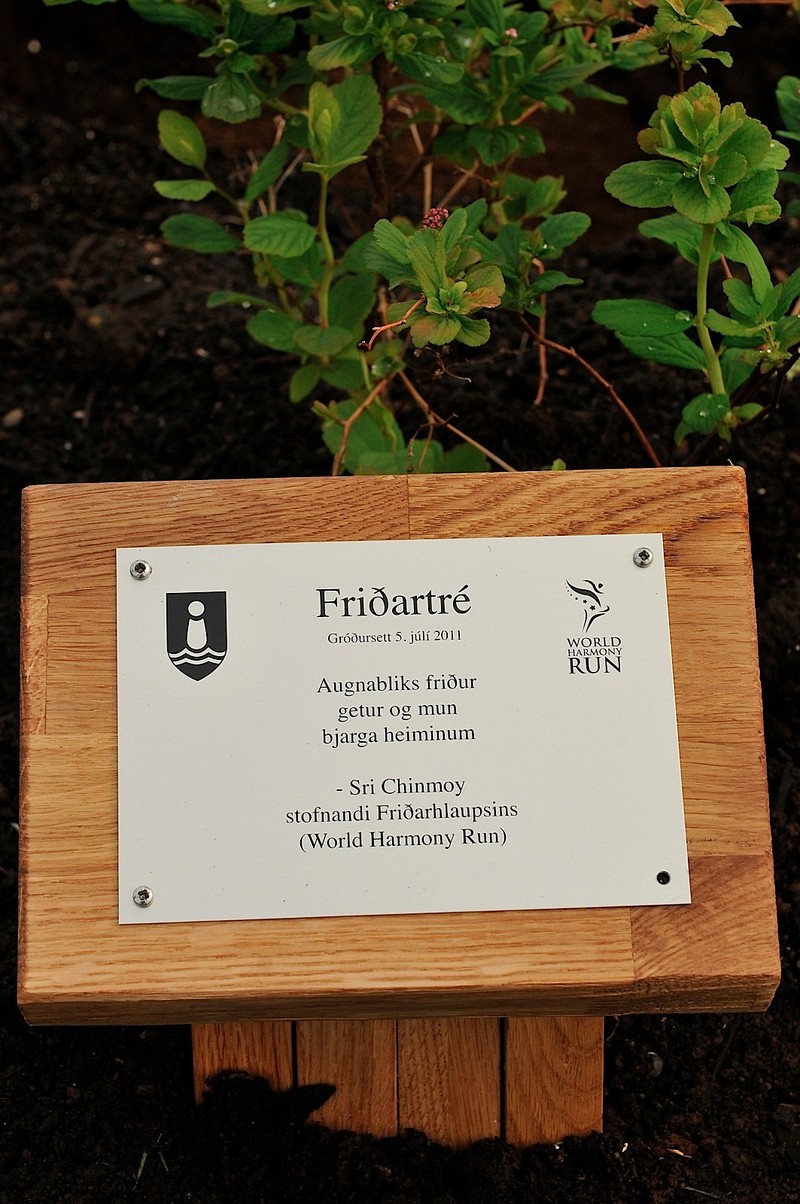 Friðartré
Gróðursett 5. júlí 2011
WORLD
HARMONY
RUN
Augnabliks friður
getur og mun
bjarga heiminum
- Sri Chinmoy
stofnandi Friðarhlaupsins
(World Harmony Run)